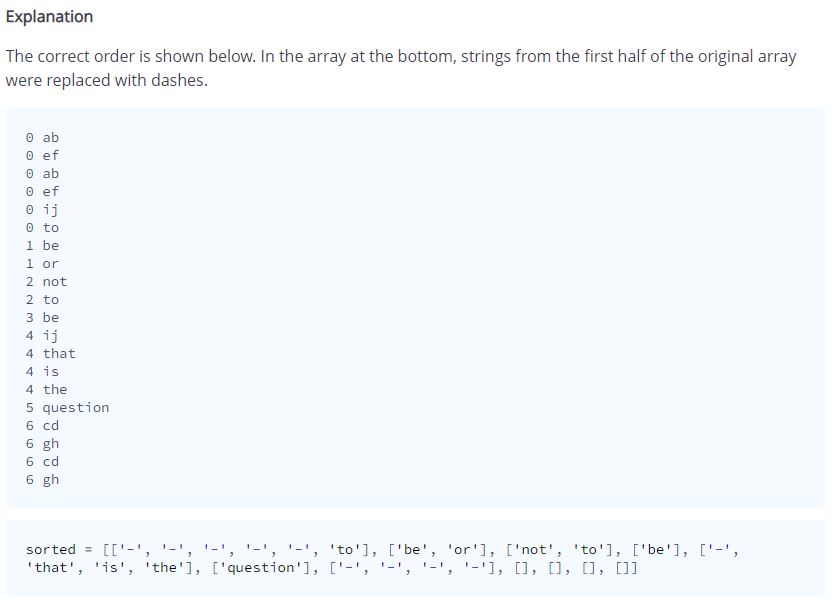 Explanation
The correct order is shown below. In the array at the bottom, strings from the first half of the original array
were replaced with dashes.
0 ab
0 ef
0 ab
0 ef
0 ij
0 to
1 be
1 or
2 not
2 to
3 be
4 ij
4 that
4 is
4 the
5 question
6 cd
6 gh
6 cd
6 gh
sorted = [['-', '-', '-', '-', '-', 'to'], ['be', 'or'], ['not', 'to'], ['be'], ['-',
'that', 'is', 'the'], ['question'], ['-', '-', '-', '-'], [], [], [], []]